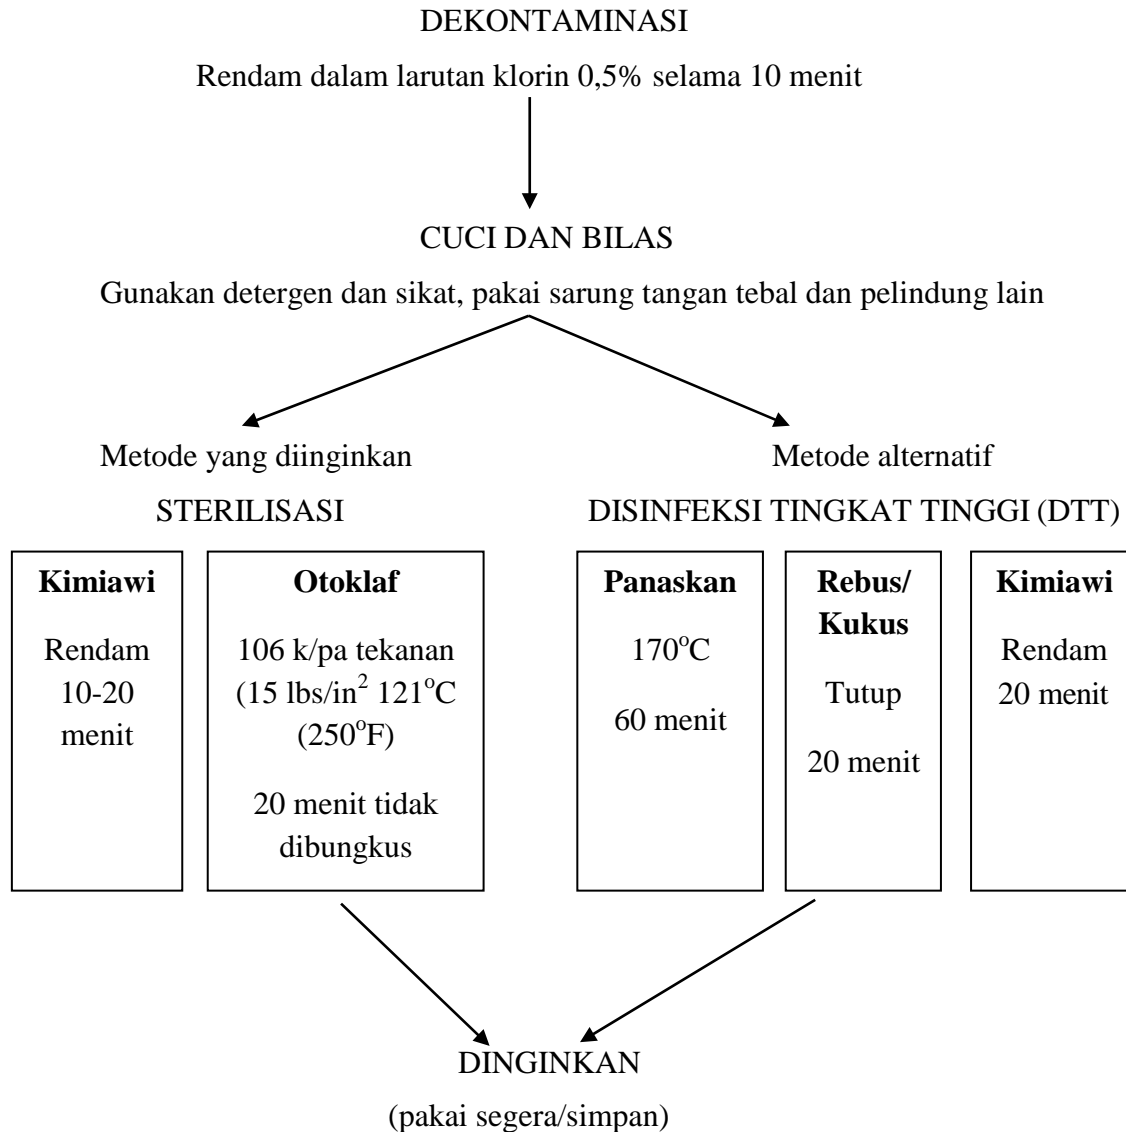 DEKONTAMINASI
Rendam dalam larutan klorin 0,5% selama 10 menit
CUCI DAN BILAS
Gunakan detergen dan sikat, pakai sarung tangan tebal dan pelindung lain
Metode yang diinginkan
STERILISASI
Kimiawi
Rendam
10-20
menit
Otoklaf
106 k/pa tekanan
(15 lbs/in² 121°C
(250°F)
20 menit tidak
dibungkus
Metode alternatif
DISINFEKSI TINGKAT TINGGI (DTT)
Panaskan
170°C
60 menit
Rebus/
Kukus
Tutup
20 menit
Kimiawi
Rendam
20 menit
DINGINKAN
(pakai segera/simpan)